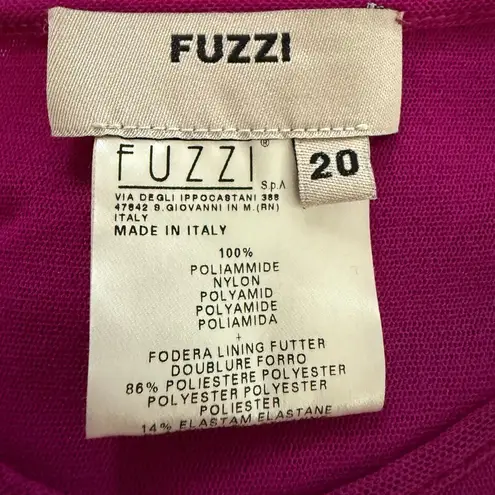 FUZZI
FUZZI®
S.p.A.
20
VIA DEGLI IPPOCASTANI 388
47842 S.GIOVANNI IN M.(RN)
ITALY
MADE IN ITALY
100%
POLIAMMIDE
NYLON
POLYAMID
POLYAMIDE
POLIAMIDA
+
FODERA LINING FUTTER
DOUBLURE FORRO
86% POLIESTERE POLYESTER
POLYESTER POLYESTER
POLIESTER
14% ELASTAM ELASTANE